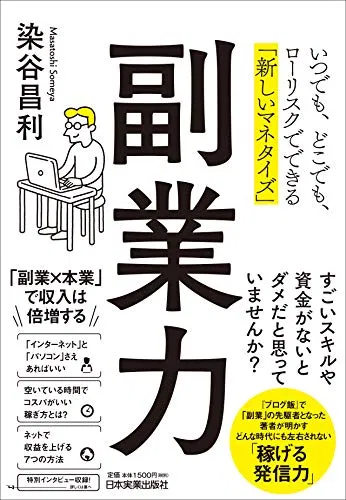 いつでも、どこでも、
ローリスクでできる
「新しいマネタイズ」
副業力
Masatoshi Someya
染谷昌利
「副業×本業」
で収入は
倍増する
「インターネット」と
「パソコン」さえ
あればいい
空いている時間で
コスパがいい
稼ぎ方とは?
ネットで
収益を上げる
7つの方法
特別インタビュー収録!
すごいスキルや
資金がないと
ダメだと思って
いませんか?
『ブログ飯』で
「副業」の先駆者となった
著者が明かす
どんな時代にも左右されない
「稼げる
発信力」
定価 本体1500円(税別)
日本実業出版社